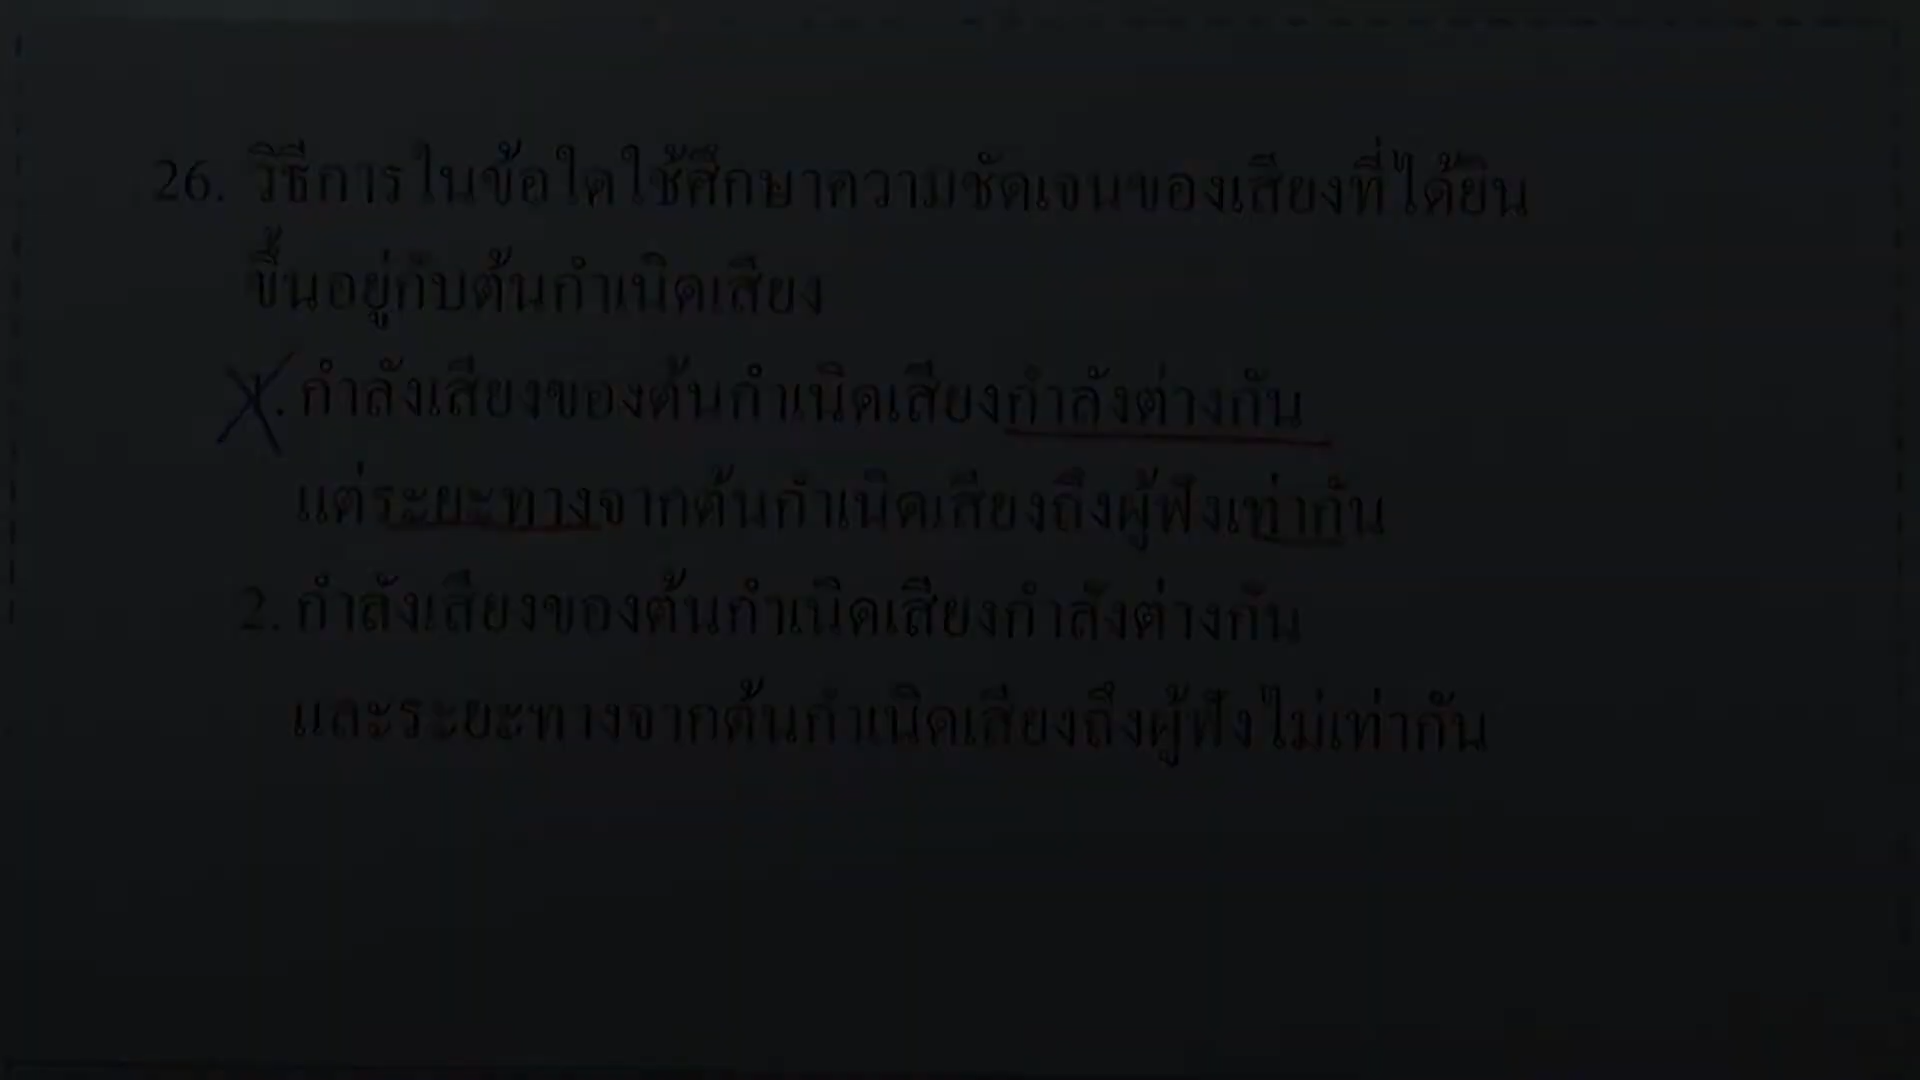 26. วิธีการในข้อใดใช้ศึกษาความชัดเจนของเสียงที่ได้ยิน
ขึ้นอยู่กับต้นกำเนิดเสียง
1. กำลังเสียงของต้นกำเนิดเสียงกำลังต่างกัน
แต่ระยะทางจากต้นกำเนิดเสียงถึงผู้ฟังเท่ากัน
2. กำลังเสียงของต้นกำเนิดเสียงกำลังต่างกัน
และระยะทางจากต้นกำเนิดเสียงถึงผู้ฟังไม่เท่ากัน